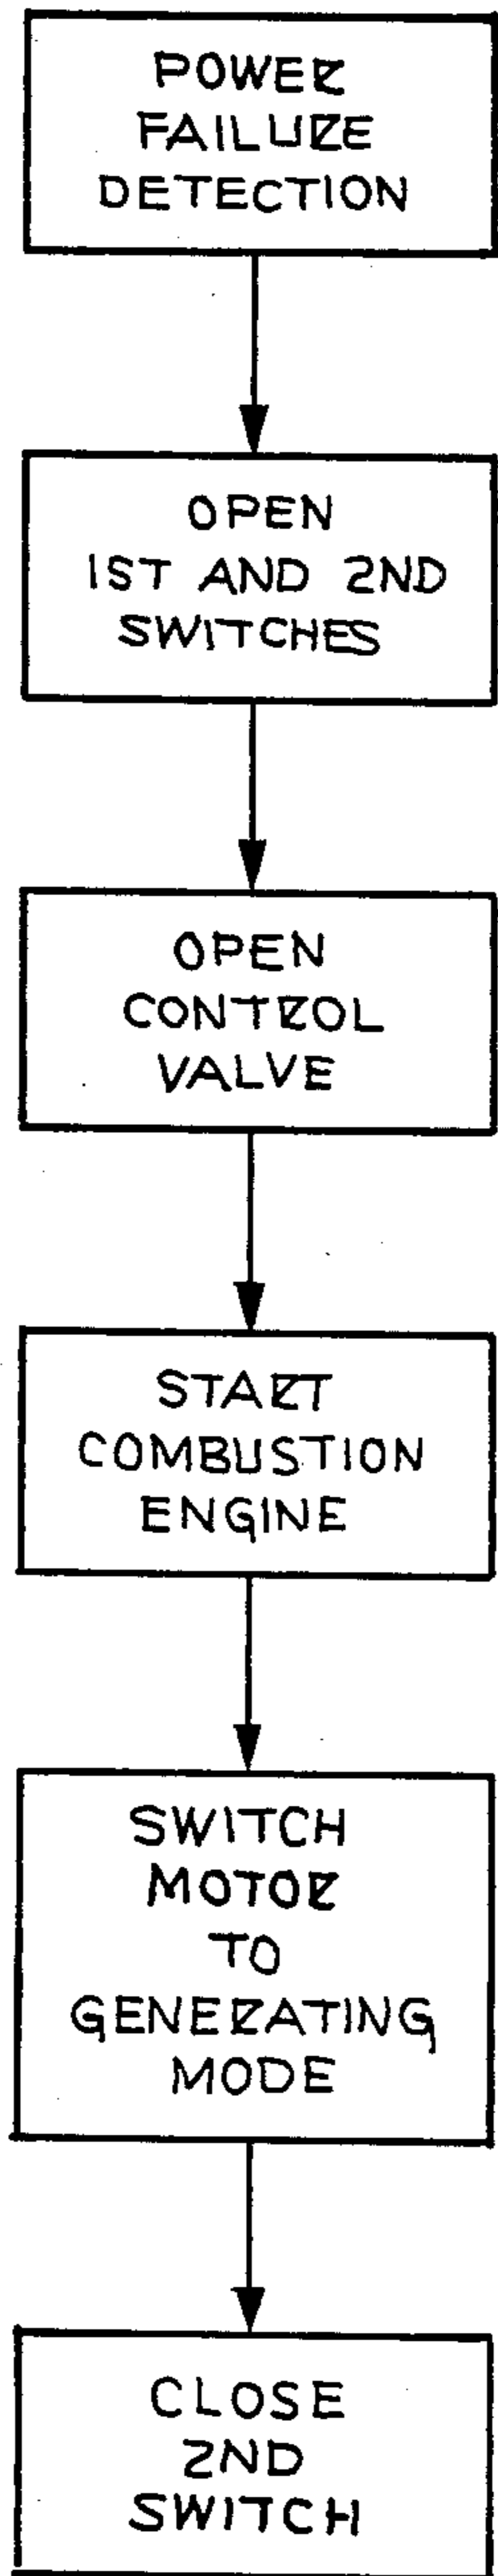 POWER
FAILURE
DETECTION
OPEN
1ST AND 2ND
SWITCHES
OPEN
CONTROL
VALVE
START
COMBUSTION
ENGINE
SWITCH
MOTOR
TO
GENERATING
MODE
CLOSE
2ND
SWITCH